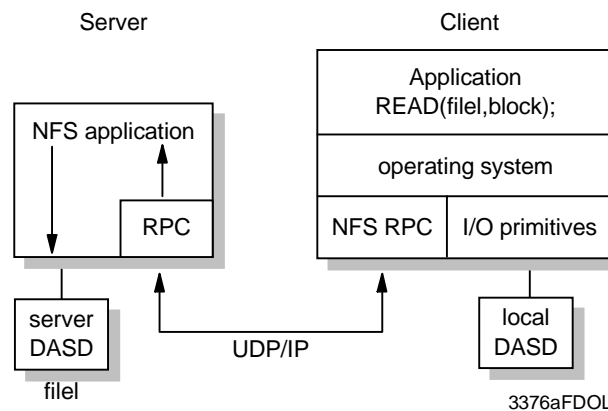 Server
Client
Application
READ(filel,block);
NFS application
operating system
RPC
NFS RPC
I/O primitives
server
DASD
local
DASD
UDP/IP
filel
3376aFDOL